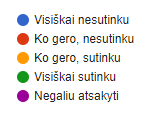 Visiškai nesutinku
Ko gero, nesutinku
Ko gero, sutinku
Visiškai sutinku
Negaliu atsakyti